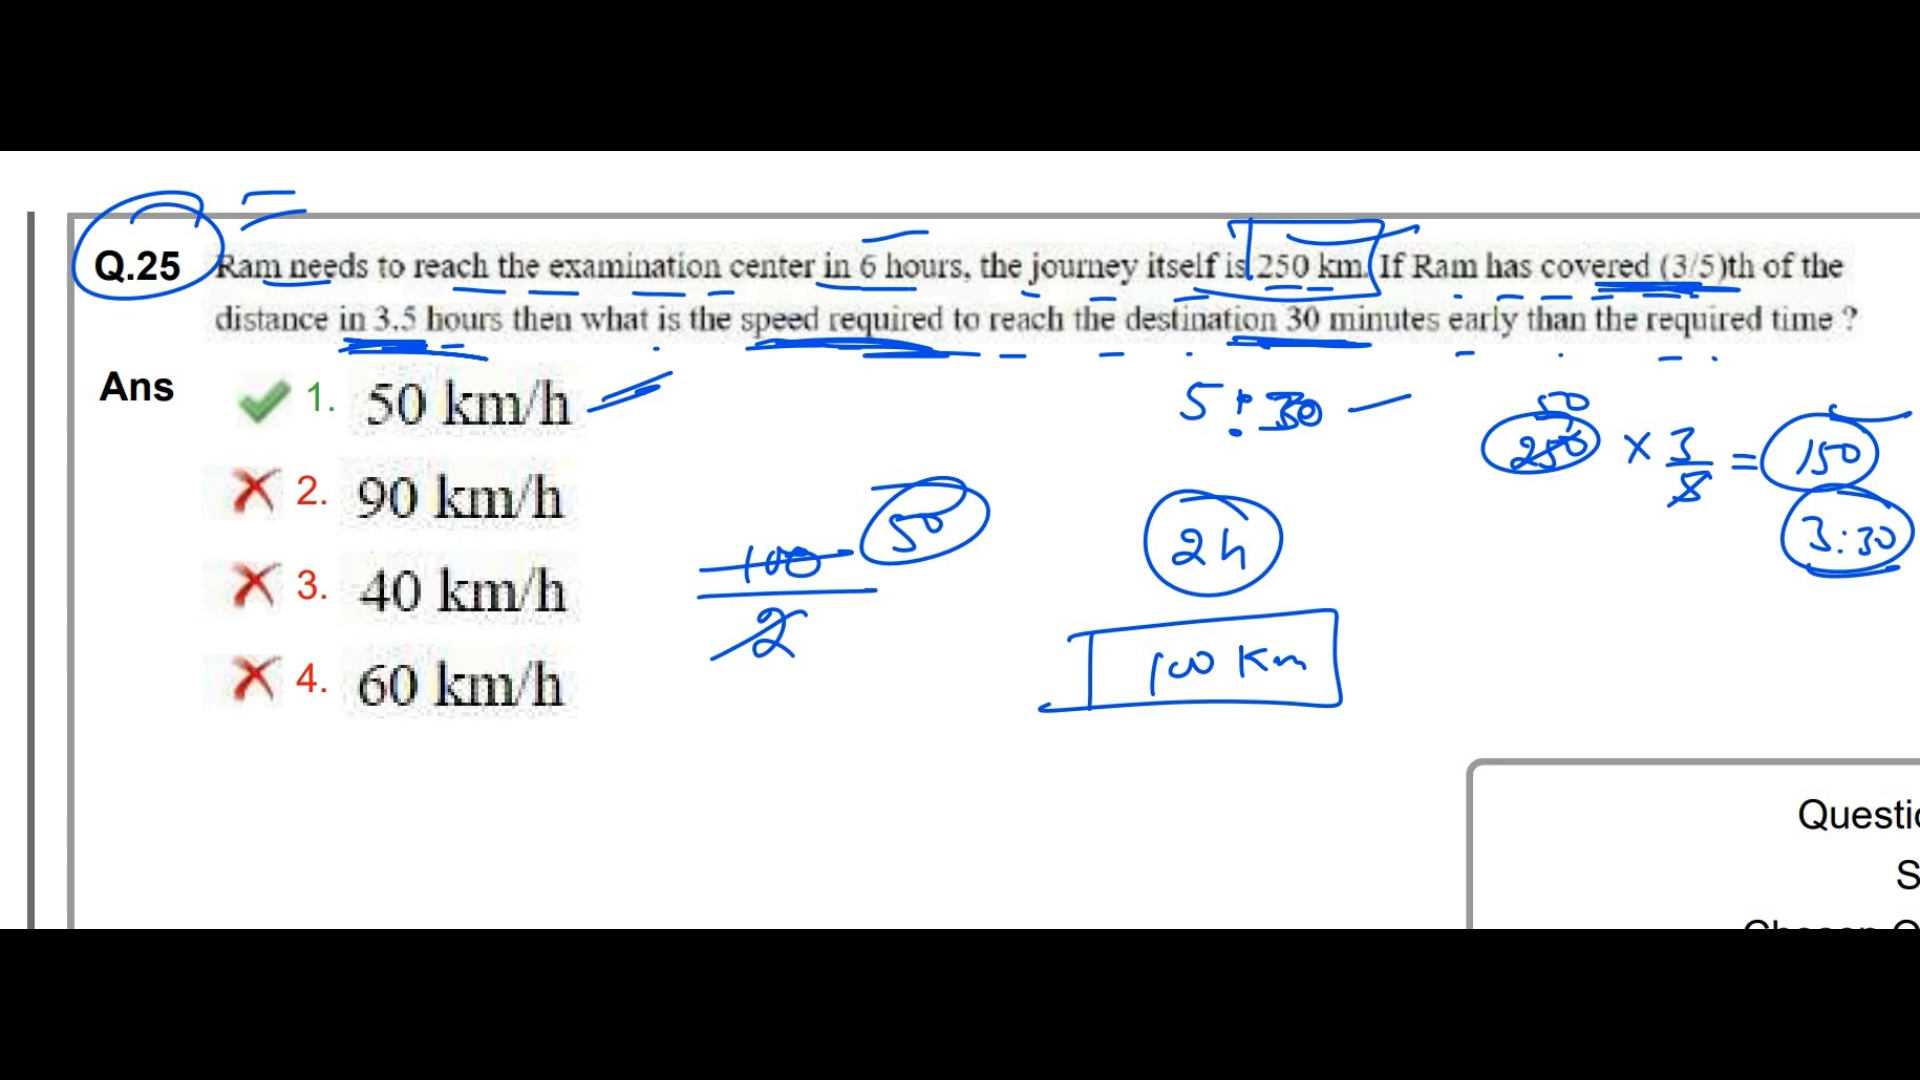 Q.25 Ram needs to reach the examination center in 6 hours, the journey itself is 250 km. If Ram has covered (3/5)th of the
distance in 3.5 hours then what is the speed required to reach the destination 30 minutes early than the required time ?
Ans 1. 50 km/h
2. 90 km/h
3. 40 km/h
4. 60 km/h
5:30
50
250 × 3/5 = 150
3:30
100/2 50
2h
100 Km
Questio
S
Chosen O